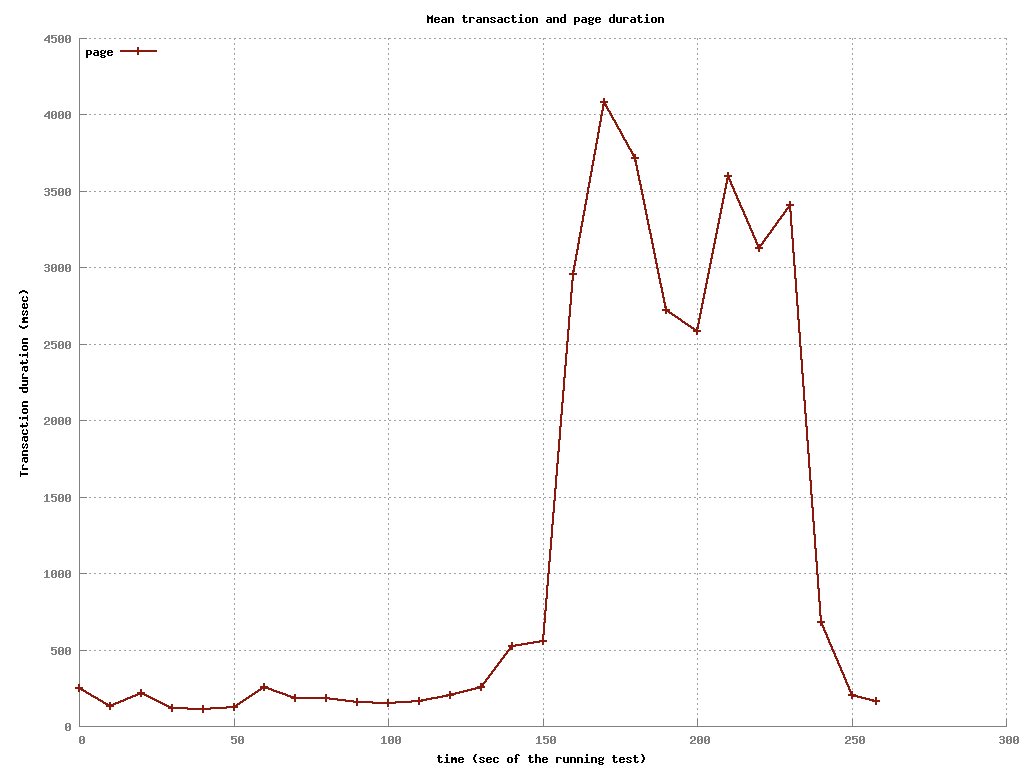 Mean transaction and page duration
4500
page
4000
3500
3000
2500
2000
1500
1000
500
0
Transaction duration (msec)
0 50 100 150 200 250 300
time (sec of the running test)